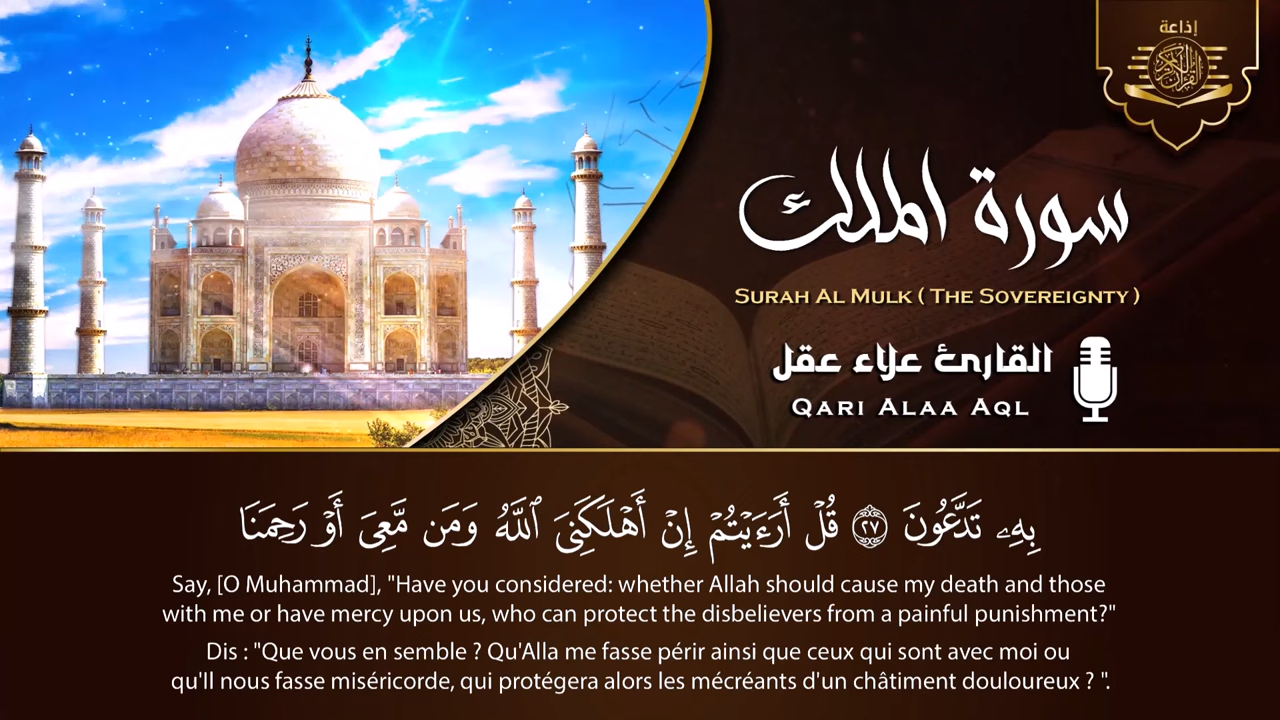 إذاعة
القرآن الكريم
سورة الملك
SURAH AL MULK ( THE SOVEREIGNTY )
القارئ علاء عقل
QARI ALAA AQL
بِهِۦ تَدَّعُونَ ٢٧ قُلْ أَرَءَيْتُمْ إِنْ أَهْلَكَنِىَ ٱللَّهُ وَمَن مَّعِىَ أَوْ رَحِمَنَا
Say, [O Muhammad], "Have you considered: whether Allah should cause my death and those
with me or have mercy upon us, who can protect the disbelievers from a painful punishment?"
Dis : "Que vous en semble ? Qu'Alla me fasse périr ainsi que ceux qui sont avec moi ou
qu'Il nous fasse miséricorde, qui protégera alors les mécréants d'un châtiment douloureux ? ".